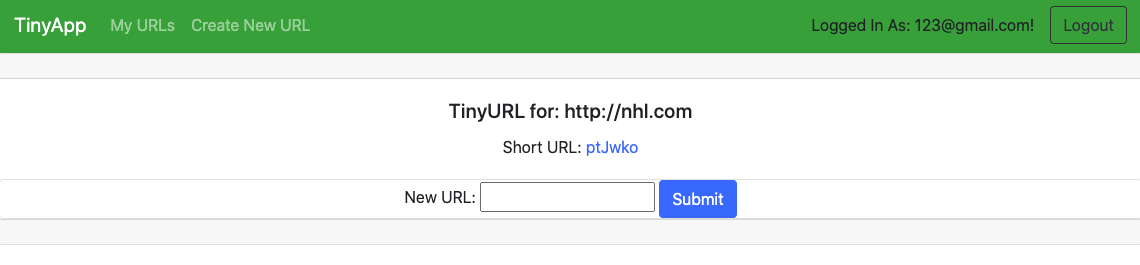 TinyApp My URLs Create New URL Logged In As: 123@gmail.com! Logout
TinyURL for: http://nhl.com
Short URL: ptJwko
New URL: Submit